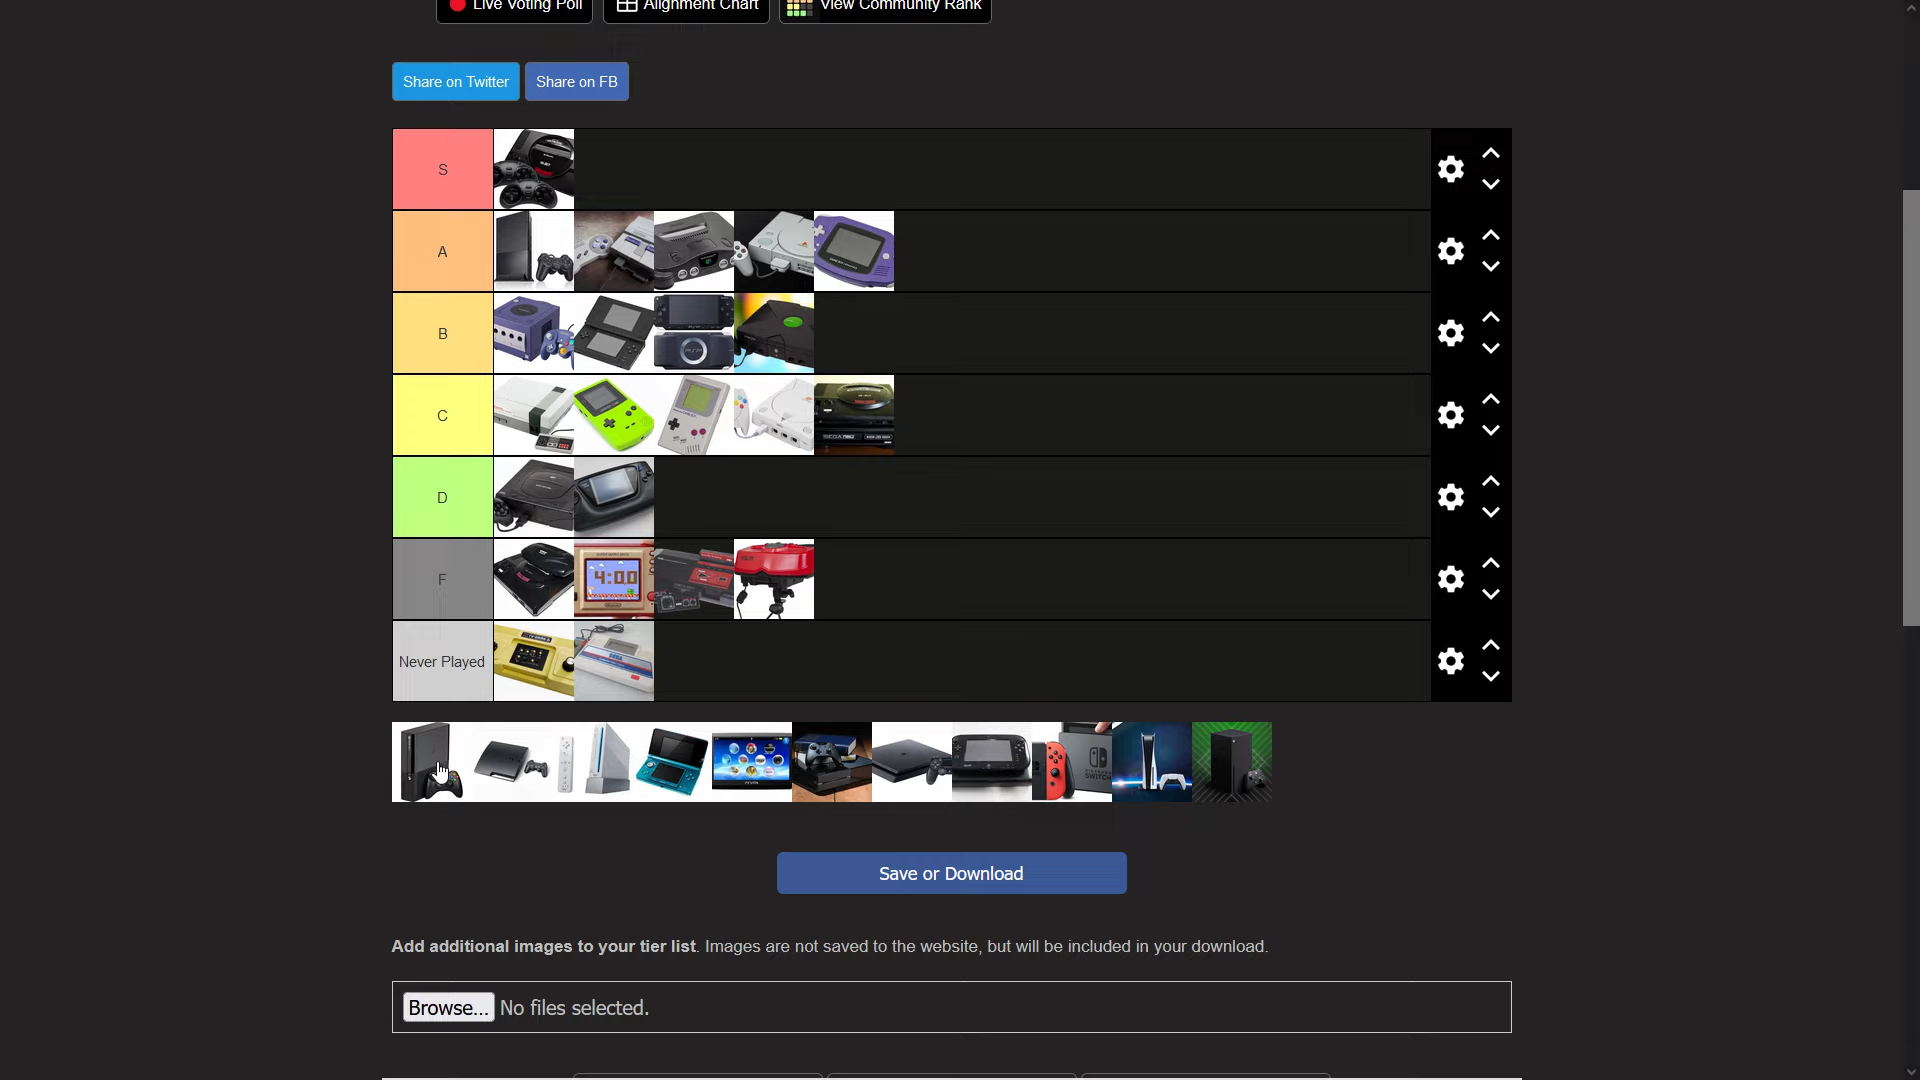 Live Voting Poll
Alignment Chart
View Community Rank
Share on Twitter
Share on FB
S
A
B
C
D
F
4:00
Never Played
Save or Download
Add additional images to your tier list. Images are not saved to the website, but will be included in your download.
Browse... No files selected.